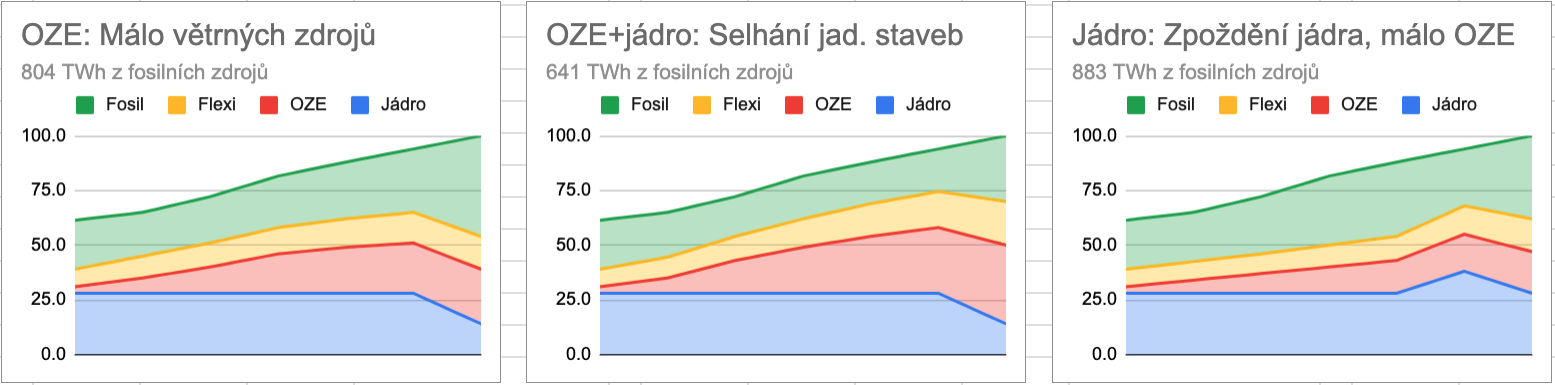 OZE: Málo větrných zdrojů
804 TWh z fosilních zdrojů
Fosil Flexi OZE Jádro
100.0
75.0
50.0
25.0
0.0
OZE+jádro: Selhání jad. staveb
641 TWh z fosilních zdrojů
Fosil Flexi OZE Jádro
100.0
75.0
50.0
25.0
0.0
Jádro: Zpoždění jádra, málo OZE
883 TWh z fosilních zdrojů
Fosil Flexi OZE Jádro
100.0
75.0
50.0
25.0
0.0